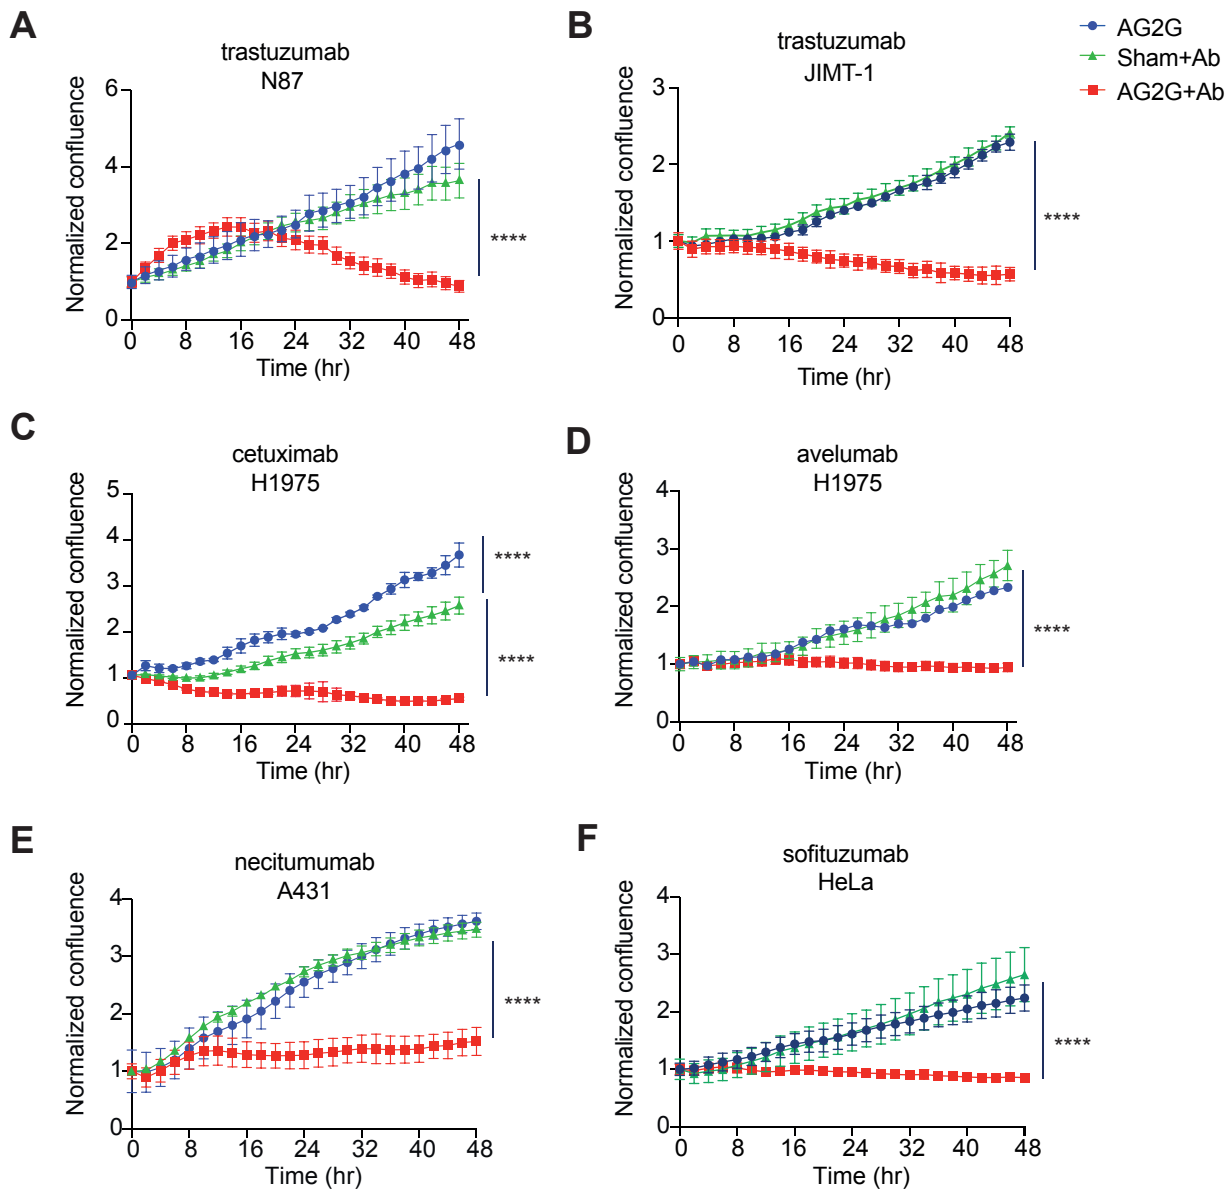 A
trastuzumab
N87
Normalized confluence
6
4
2
0
0 8 16 24 32 40 48
Time (hr)
****
B
trastuzumab
JIMT-1
Normalized confluence
3
2
1
0
0 8 16 24 32 40 48
Time (hr)
****
AG2G
Sham+Ab
AG2G+Ab
C
cetuximab
H1975
Normalized confluence
5
4
3
2
1
0
0 8 16 24 32 40 48
Time (hr)
****
****
D
avelumab
H1975
Normalized confluence
4
3
2
1
0
0 8 16 24 32 40 48
Time (hr)
****
E
necitumumab
A431
Normalized confluence
4
3
2
1
0
0 8 16 24 32 40 48
Time (hr)
****
F
sofituzumab
HeLa
Normalized confluence
4
3
2
1
0
0 8 16 24 32 40 48
Time (hr)
****